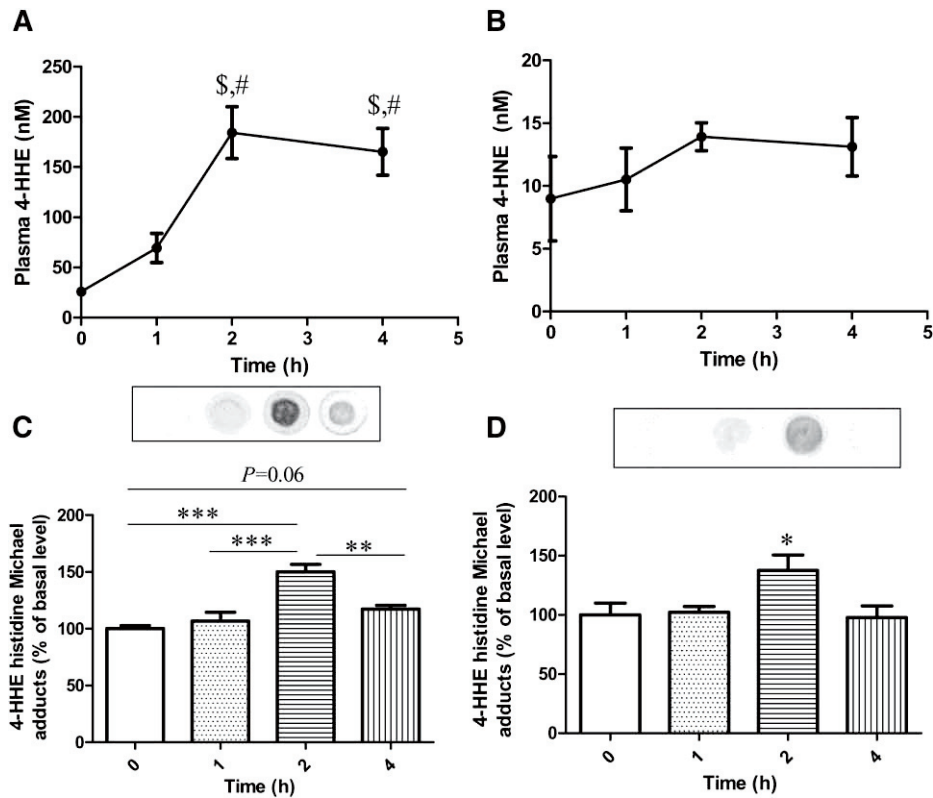 A
Plasma 4-HHE (nM)
250
200
150
100
50
0
$,#
$,#
0 1 2 3 4 5
Time (h)
B
Plasma 4-HNE (nM)
20
15
10
5
0
0 1 2 3 4 5
Time (h)
C
P=0.06
***
***
**
4-HHE histidine Michael
adducts (% of basal level)
200
150
100
50
0
0 1 2 4
Time (h)
D
*
4-HHE histidine Michael
adducts (% of basal level)
200
150
100
50
0
0 1 2 4
Time (h)